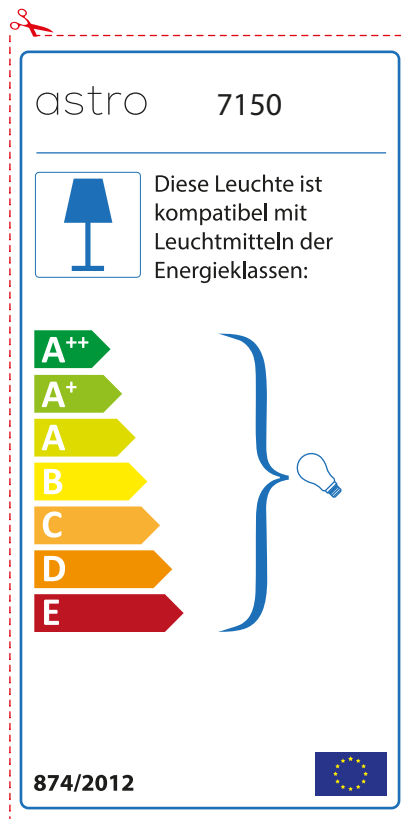 astro 7150
Diese Leuchte ist
kompatibel mit
Leuchtmitteln der
Energieklassen:
A++
A+
A
B
C
D
E
874/2012